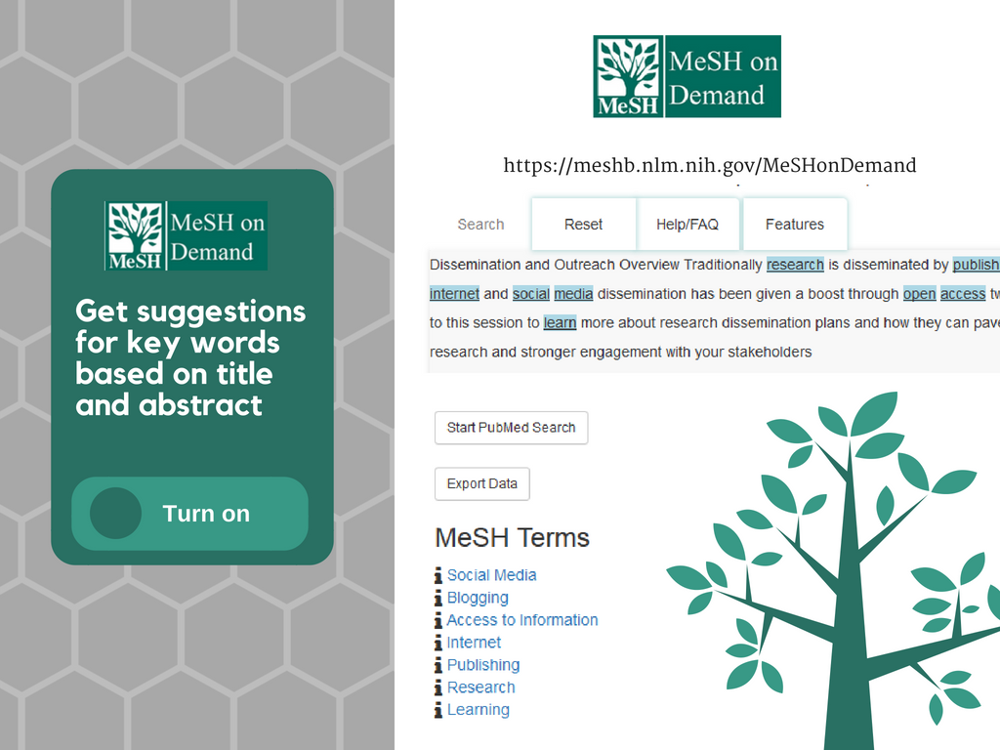 MeSH
MeSH on
Demand
Get suggestions
for key words
based on title
and abstract
Turn on
MeSH
MeSH on
Demand
https://meshb.nlm.nih.gov/MeSHonDemand
Search
Reset
Help/FAQ
Features
Dissemination and Outreach Overview Traditionally research is disseminated by publish
internet and social media dissemination has been given a boost through open access tw
to this session to learn more about research dissemination plans and how they can pave
research and stronger engagement with your stakeholders
Start PubMed Search
Export Data
MeSH Terms
Social Media
Blogging
Access to Information
Internet
Publishing
Research
Learning